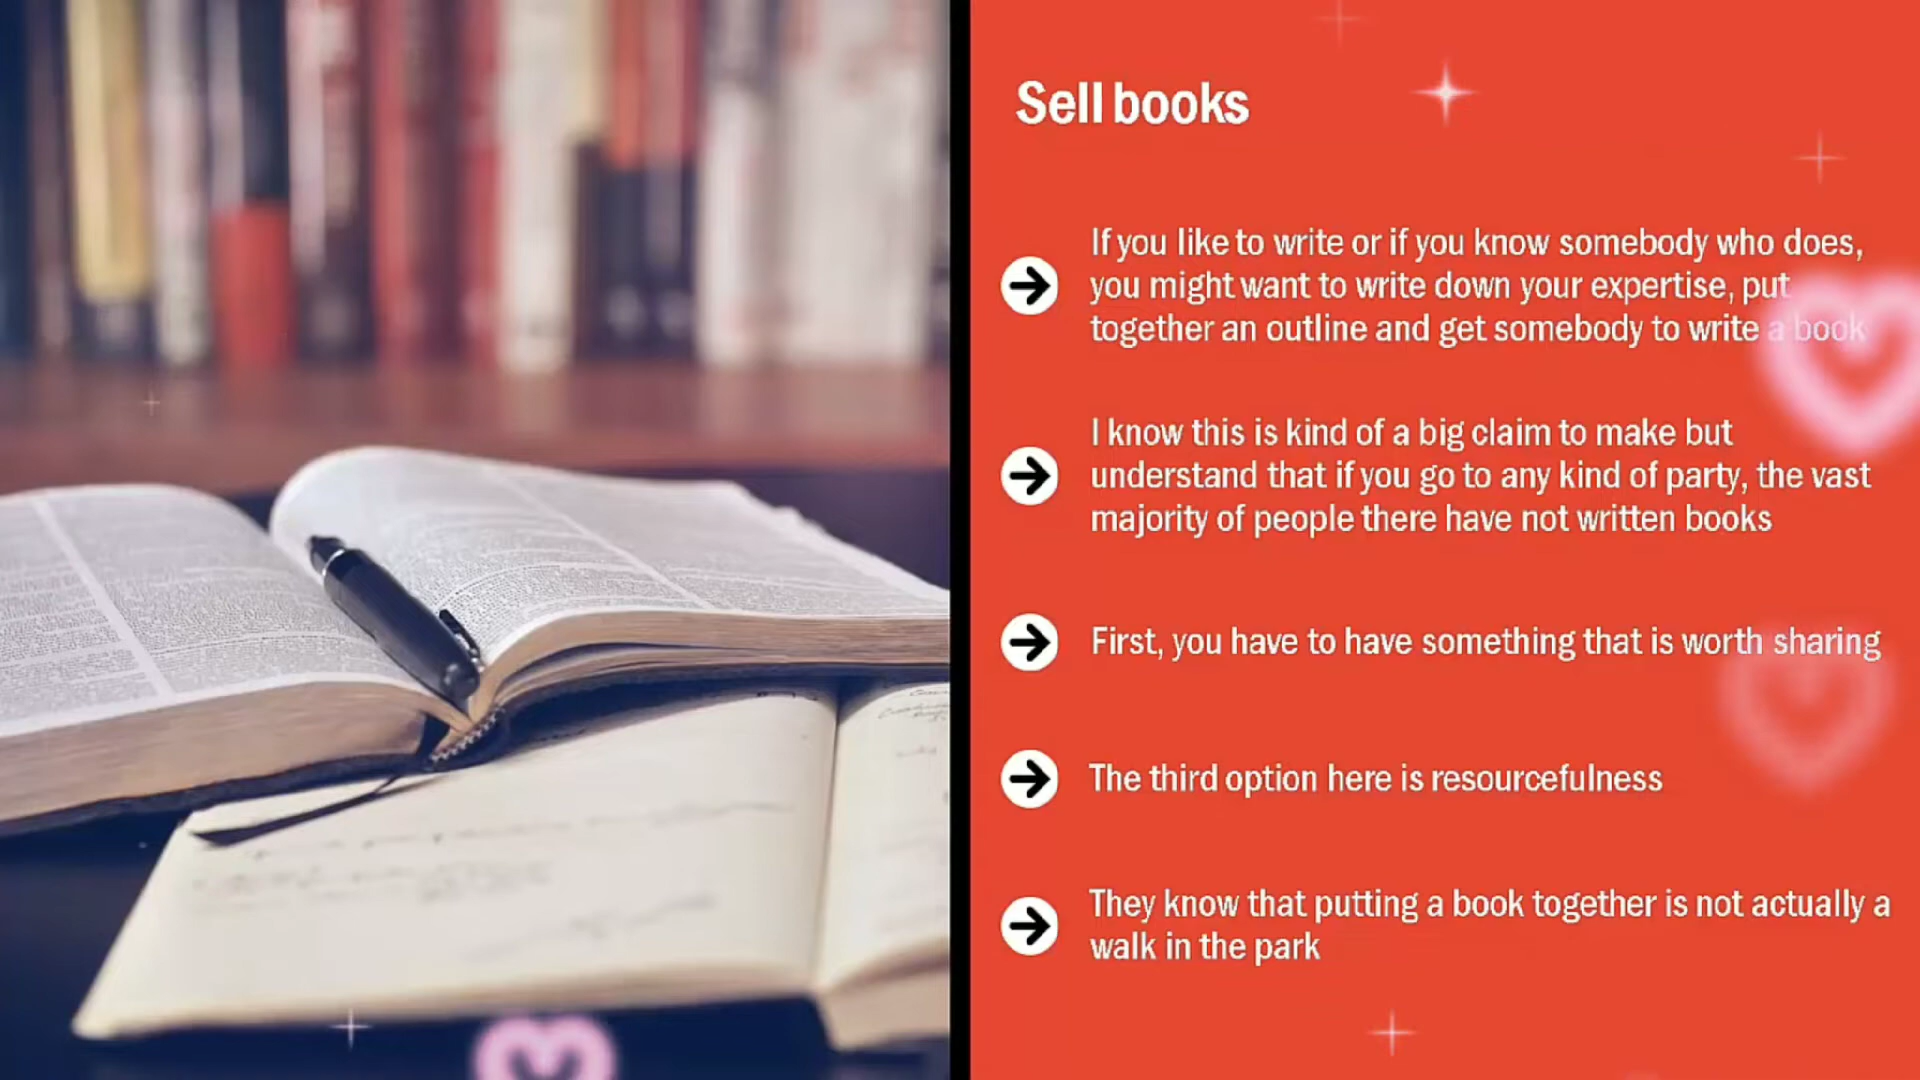 Sell books
If you like to write or if you know somebody who does,
you might want to write down your expertise, put
together an outline and get somebody to write a book
I know this is kind of a big claim to make but
understand that if you go to any kind of party, the vast
majority of people there have not written books
First, you have to have something that is worth sharing
The third option here is resourcefulness
They know that putting a book together is not actually a
walk in the park